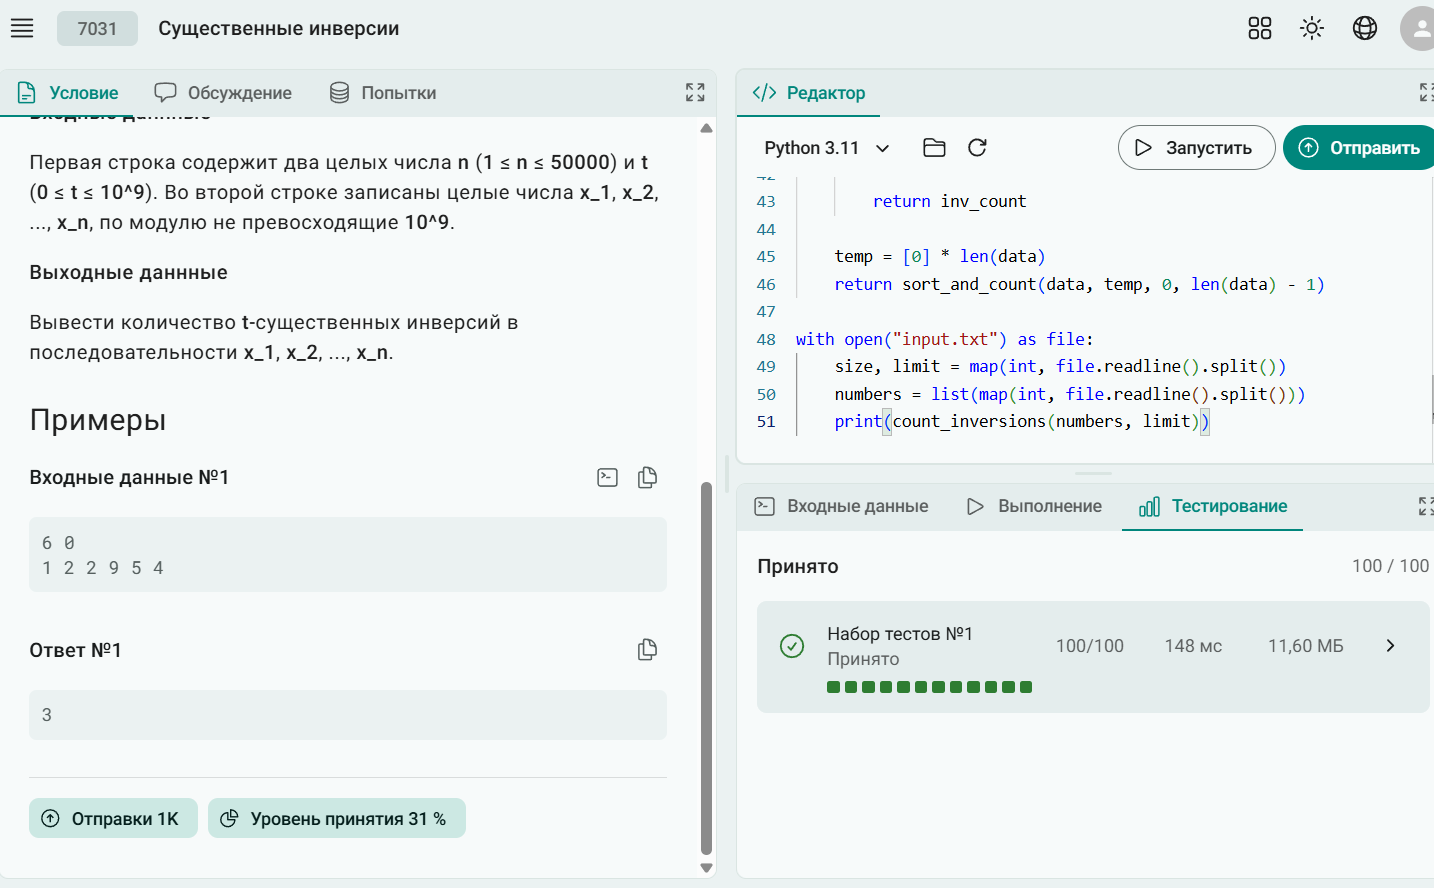 7031
Существенные инверсии
Условие
Обсуждение
Попытки
Входные даннные
Первая строка содержит два целых числа n (1 ≤ n ≤ 50000) и t
(0 ≤ t ≤ 10^9). Во второй строке записаны целые числа x_1, x_2,
..., x_n, по модулю не превосходящие 10^9.
Выходные даннные
Вывести количество t-существенных инверсий в
последовательности x_1, x_2, ..., x_n.
Примеры
Входные данные №1
6 0
1 2 2 9 5 4
Ответ №1
3
Отправки 1K
Уровень принятия 31 %
Редактор
Python 3.11
Запустить
Отправить
42
43 return inv_count
44
45 temp = [0] * len(data)
46 return sort_and_count(data, temp, 0, len(data) - 1)
47
48 with open("input.txt") as file:
49 size, limit = map(int, file.readline().split())
50 numbers = list(map(int, file.readline().split()))
51 print(count_inversions(numbers, limit))
Входные данные
Выполнение
Тестирование
Принято
100 / 100
Набор тестов №1
Принято
100/100
148 мс
11,60 МБ